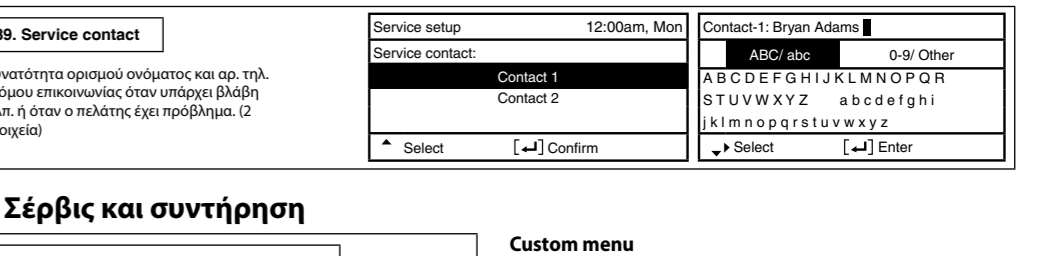 39. Service contact
υνατότητα ορισμού ονόματος και αρ. τηλ.
όμου επικοινωνίας όταν υπάρχει βλάβη
λπ. ή όταν ο πελάτης έχει πρόβλημα. (2
οιχεία)
Service setup 12:00am, Mon
Service contact:
Contact 1
Contact 2
Select [↵] Confirm
Contact-1: Bryan Adams
ABC/ abc 0-9/ Other
A B C D E F G H I J K L M N O P Q R
S T U V W X Y Z a b c d e f g h i
j k l m n o p q r s t u v w x y z
Select [↵] Enter
Σέρβις και συντήρηση
Custom menu